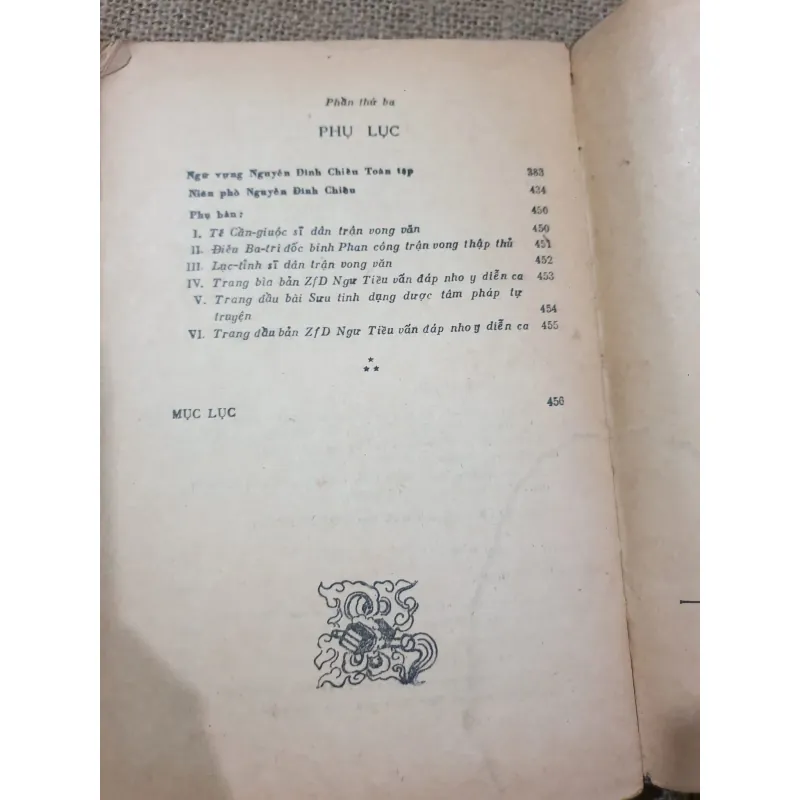 Phần thứ ba
PHỤ LỤC
Ngữ vựng Nguyễn Đình Chiểu Toàn tập 383
Niên phổ Nguyễn Đình Chiểu 434
Phụ bản: 450
I. Tế Cần-giuộc sĩ dân trận vong văn 450
II. Điếu Ba-tri đốc binh Phan công trận vong thập thủ 451
III. Lục-tỉnh sĩ dân trận vong văn 452
IV. Trang bìa bản ZfD Ngư Tiều vấn đáp nho y diễn ca 453
V. Trang đầu bài Sưu tinh dụng dược tâm pháp tự
truyện 454
VI. Trang đầu bản ZfD Ngư Tiều vấn đáp nho y diễn ca 455
*
* *
MỤC LỤC 456